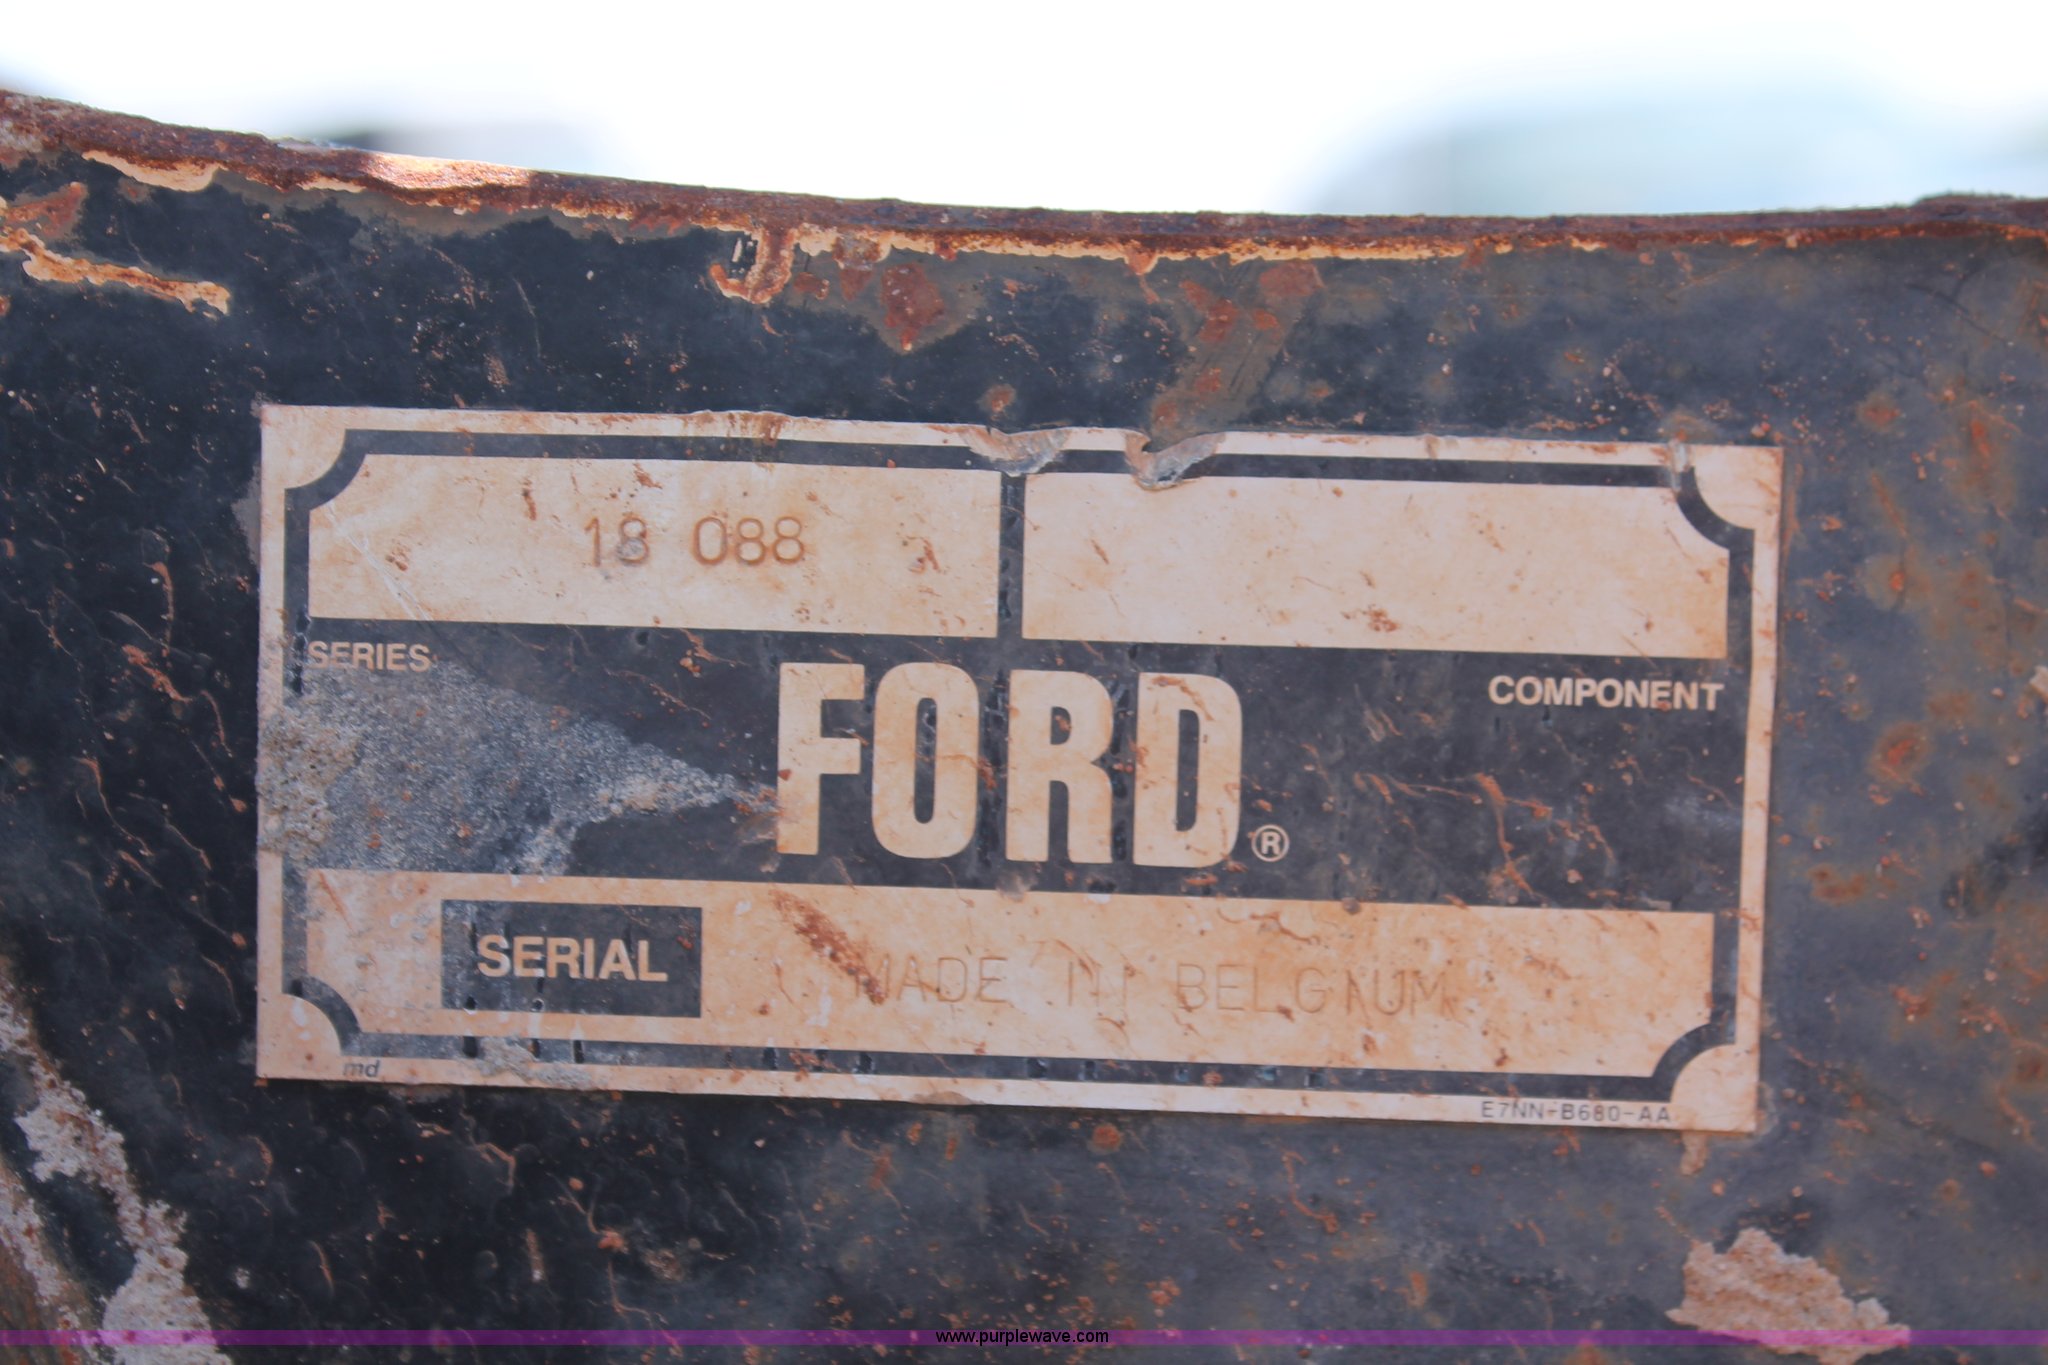 18 088
SERIES
COMPONENT
FORD®
SERIAL
MADE IN BELGIUM
md
E7NN-B680-AA
www.purplewave.com